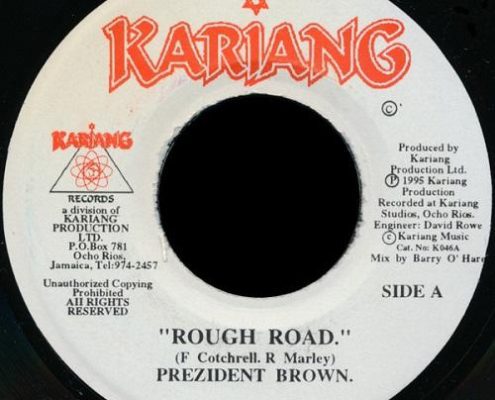 KARIANG
©
KARIANG
RECORDS
a division of
KARIANG
PRODUCTION
LTD.
P.O.Box 781
Ocho Rios,
Jamaica, Tel:974-2457
Unauthorized Copying
Prohibited
All RIGHTS
RESERVED
Produced by
Kariang
Production Ltd.
Ⓟ 1995 Kariang
Production
Recorded at Kariang
Studios, Ocho Rios.
Engineer: David Rowe
© Kariang Music
Cat. No: K046A
Mix by Barry O' Hare
SIDE A
"ROUGH ROAD."
(F Cotchrell. R Marley)
PREZIDENT BROWN.